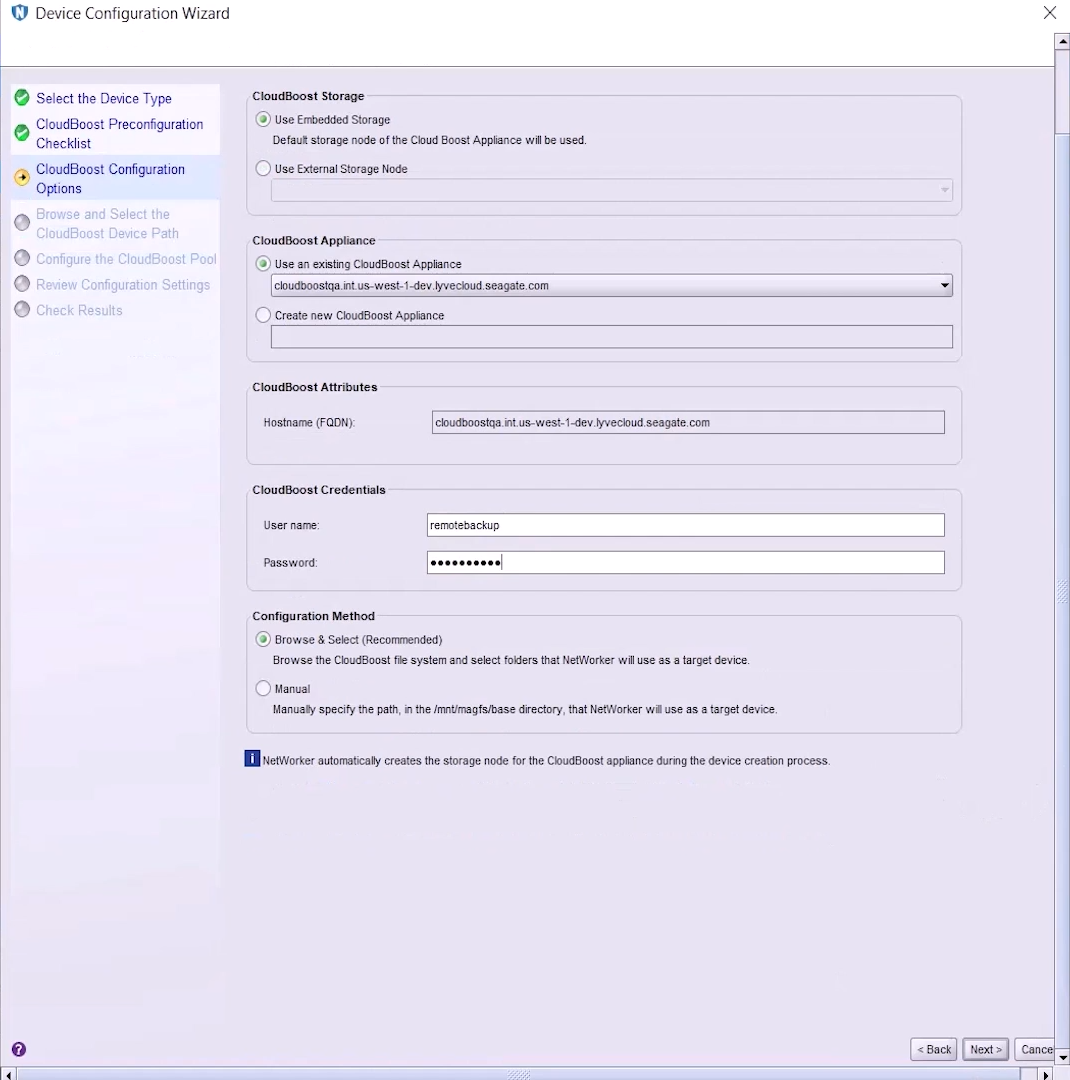 Device Configuration Wizard
Select the Device Type
CloudBoost Preconfiguration
Checklist
CloudBoost Configuration
Options
Browse and Select the
CloudBoost Device Path
Configure the CloudBoost Pool
Review Configuration Settings
Check Results
CloudBoost Storage
Use Embedded Storage
Default storage node of the Cloud Boost Appliance will be used.
Use External Storage Node
CloudBoost Appliance
Use an existing CloudBoost Appliance
cloudboostqa.int.us-west-1-dev.lyvecloud.seagate.com
Create new CloudBoost Appliance
CloudBoost Attributes
Hostname (FQDN): cloudboostqa.int.us-west-1-dev.lyvecloud.seagate.com
CloudBoost Credentials
User name: remotebackup
Password: ••••••••••
Configuration Method
Browse & Select (Recommended)
Browse the CloudBoost file system and select folders that NetWorker will use as a target device.
Manual
Manually specify the path, in the /mnt/magfs/base directory, that NetWorker will use as a target device.
NetWorker automatically creates the storage node for the CloudBoost appliance during the device creation process.
< Back Next > Cance